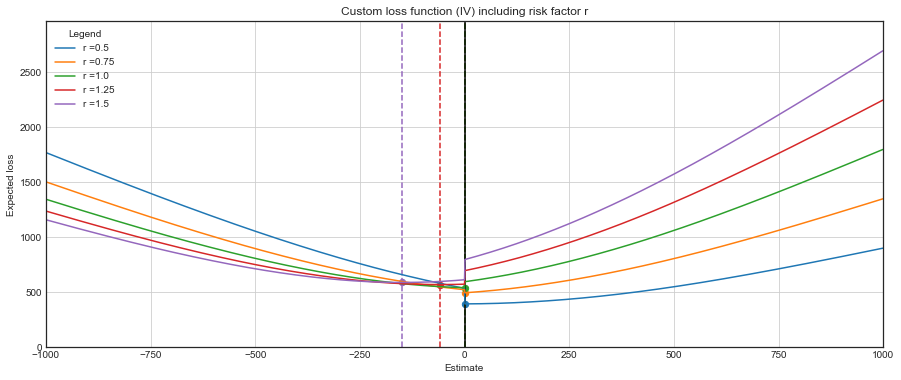 Custom loss function (IV) including risk factor r
Legend
r =0.5
r =0.75
r =1.0
r =1.25
r =1.5
Expected loss
2500
2000
1500
1000
500
0
−1000 −750 −500 −250 0 250 500 750 1000
Estimate